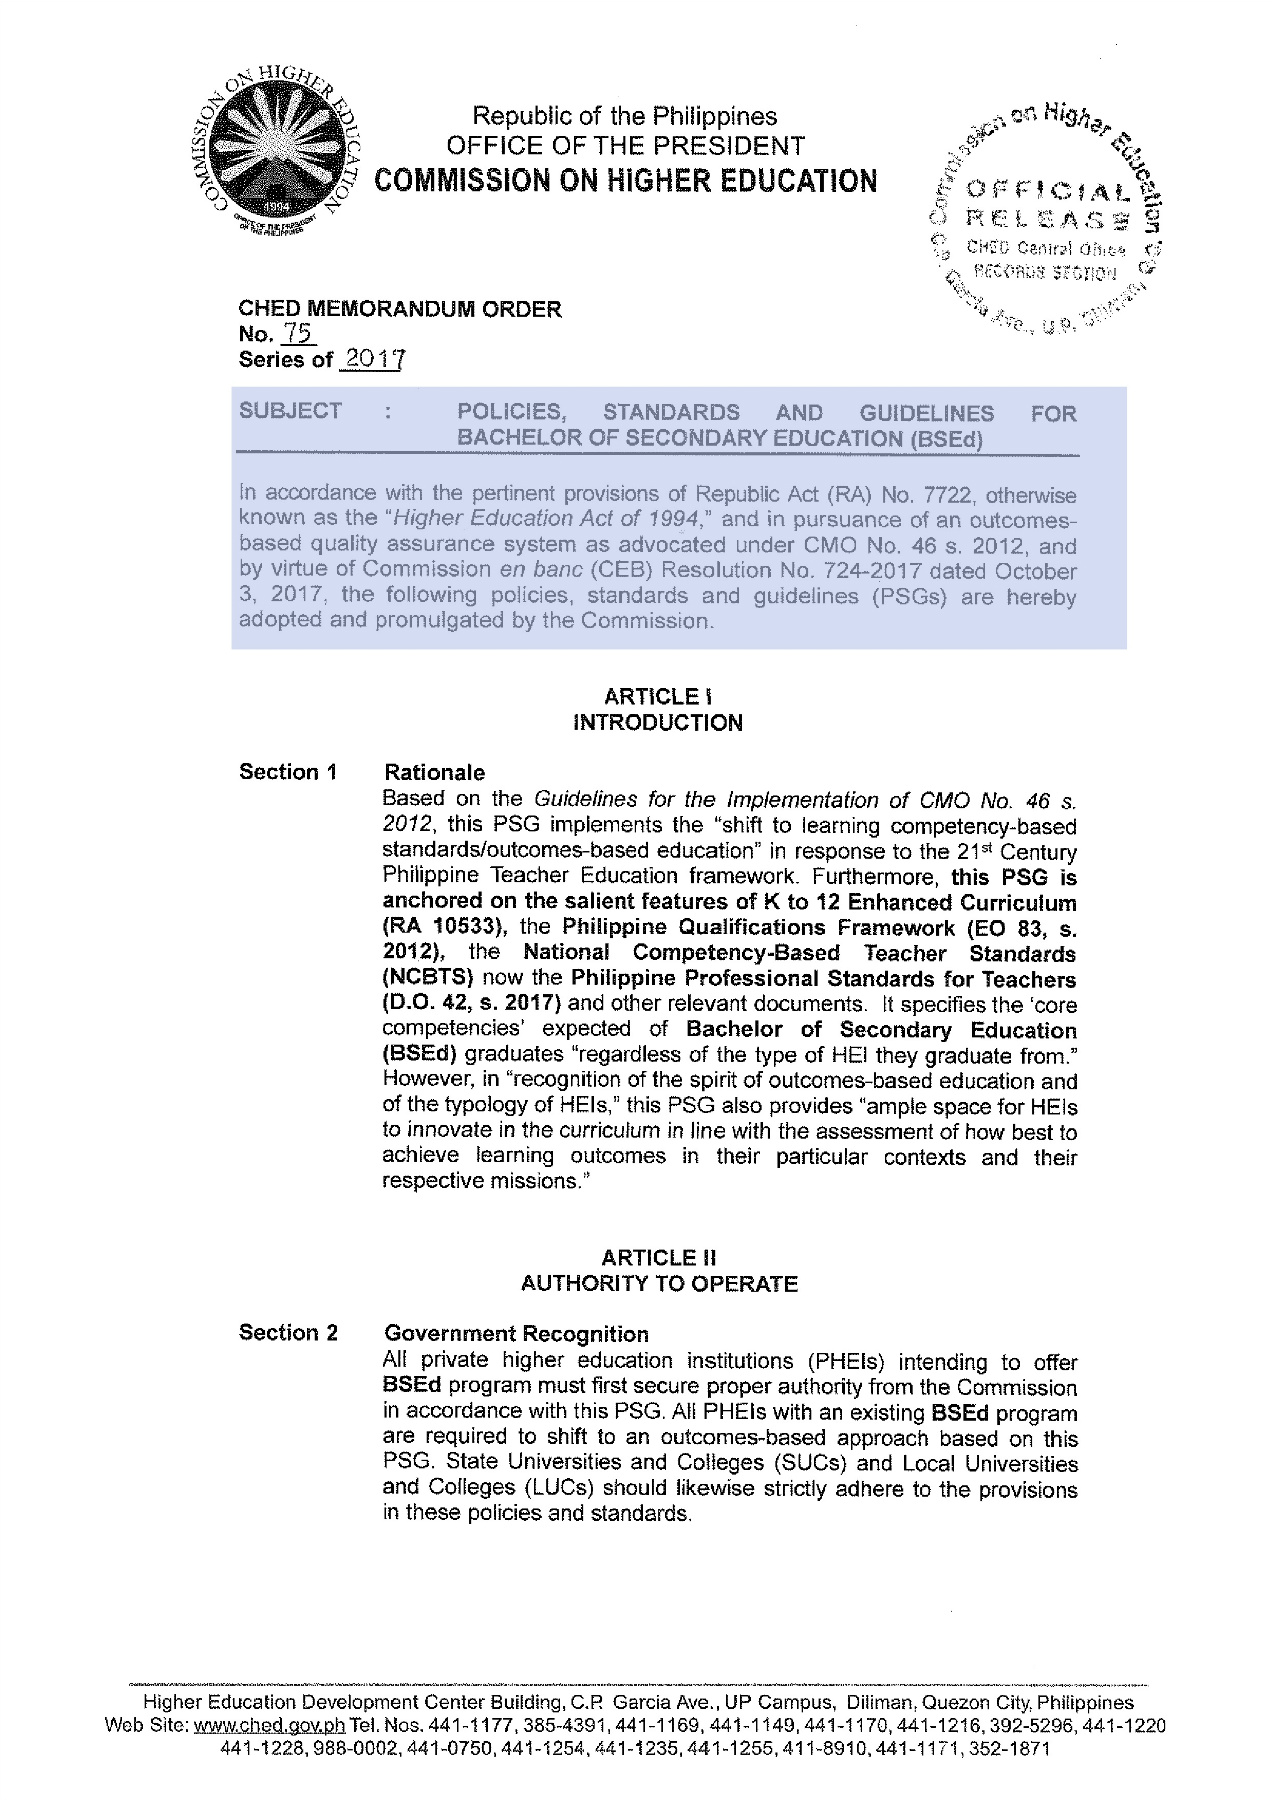 COMMISSION ON HIGHER EDUCATION
1994
OFFICE OF THE PRESIDENT
OF THE PHILIPPINES
Republic of the Philippines
OFFICE OF THE PRESIDENT
COMMISSION ON HIGHER EDUCATION
Commission on Higher Education
OFFICIAL
RELEASE
CHED Central Office
RECORDS SECTION
Garcia Ave., U.P.
CHED MEMORANDUM ORDER
No. 75
Series of 2017
SUBJECT : POLICIES, STANDARDS AND GUIDELINES FOR
BACHELOR OF SECONDARY EDUCATION (BSEd)
In accordance with the pertinent provisions of Republic Act (RA) No. 7722, otherwise
known as the "Higher Education Act of 1994," and in pursuance of an outcomes-
based quality assurance system as advocated under CMO No. 46 s. 2012, and
by virtue of Commission en banc (CEB) Resolution No. 724-2017 dated October
3, 2017, the following policies, standards and guidelines (PSGs) are hereby
adopted and promulgated by the Commission.
ARTICLE I
INTRODUCTION
Section 1 Rationale
Based on the Guidelines for the Implementation of CMO No. 46 s.
2012, this PSG implements the "shift to learning competency-based
standards/outcomes-based education" in response to the 21st Century
Philippine Teacher Education framework. Furthermore, this PSG is
anchored on the salient features of K to 12 Enhanced Curriculum
(RA 10533), the Philippine Qualifications Framework (EO 83, s.
2012), the National Competency-Based Teacher Standards
(NCBTS) now the Philippine Professional Standards for Teachers
(D.O. 42, s. 2017) and other relevant documents. It specifies the 'core
competencies' expected of Bachelor of Secondary Education
(BSEd) graduates "regardless of the type of HEI they graduate from."
However, in "recognition of the spirit of outcomes-based education and
of the typology of HEIs," this PSG also provides "ample space for HEIs
to innovate in the curriculum in line with the assessment of how best to
achieve learning outcomes in their particular contexts and their
respective missions."
ARTICLE II
AUTHORITY TO OPERATE
Section 2 Government Recognition
All private higher education institutions (PHEIs) intending to offer
BSEd program must first secure proper authority from the Commission
in accordance with this PSG. All PHEIs with an existing BSEd program
are required to shift to an outcomes-based approach based on this
PSG. State Universities and Colleges (SUCs) and Local Universities
and Colleges (LUCs) should likewise strictly adhere to the provisions
in these policies and standards.
Higher Education Development Center Building, C.P. Garcia Ave., UP Campus, Diliman, Quezon City, Philippines
Web Site: www.ched.gov.ph Tel. Nos. 441-1177, 385-4391, 441-1169, 441-1149, 441-1170, 441-1216, 392-5296, 441-1220
441-1228, 988-0002, 441-0750, 441-1254, 441-1235, 441-1255, 411-8910, 441-1171, 352-1871